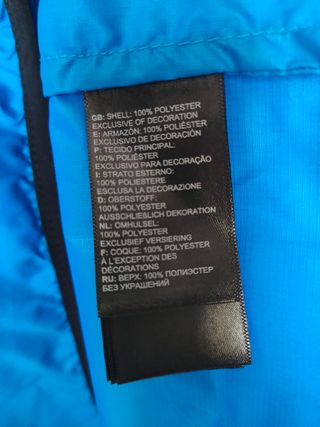 GB: SHELL: 100% POLYESTER
EXCLUSIVE OF DECORATION
E: ARMAZÓN: 100% POLIÉSTER
EXCLUSIVO DE DECORACIÓN
P: TECIDO PRINCIPAL:
100% POLIÉSTER
EXCLUSIVO PARA DECORAÇÃO
I : STRATO ESTERNO:
100% POLIESTERE
ESCLUSA LA DECORAZIONE
D: OBERSTOFF:
100% POLYESTER
AUSSCHLIESLICH DEKORATION
NL: OMHULSEL:
100% POLYESTER
EXCLUSIEF VERSIERING
F: COQUE: 100% POLYESTER
À L'EXCEPTION DES
DÉCORATIONS
RU: ВЕРХ: 100% ПОЛИЭСТЕР
БЕЗ УКРАШЕНИЙ